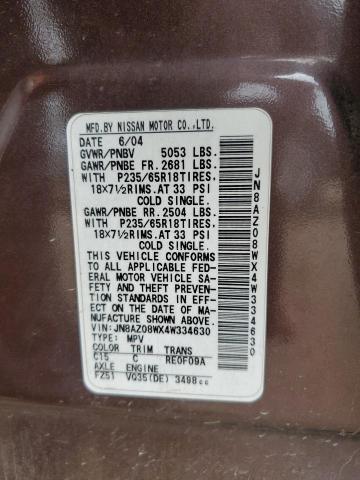 MFD.BY NISSAN MOTOR CO.,LTD.
DATE 6/04
GVWR/PNBV 5053 LBS.
GAWR/PNBE FR. 2681 LBS.
WITH P235/65R18TIRES.
18×7½RIMS.AT 33 PSI
COLD SINGLE.
GAWR/PNBE RR. 2504 LBS.
WITH P235/65R18TIRES.
18×7½RIMS.AT 33 PSI
COLD SINGLE.
THIS VEHICLE CONFORMS
TO ALL APPLICABLE FED-
ERAL MOTOR VEHICLE SA-
FETY AND THEFT PREVEN-
TION STANDARDS IN EFF-
ECT ON THE DATE OF MA-
NUFACTURE SHOWN ABOVE.
VIN: JN8AZ08WX4W334630
TYPE: MPV
COLOR TRIM TRANS
C15 C RE0F09A
AXLE ENGINE
FZ51 VQ35(DE) 3498cc
JN8AZ08WX4W334630